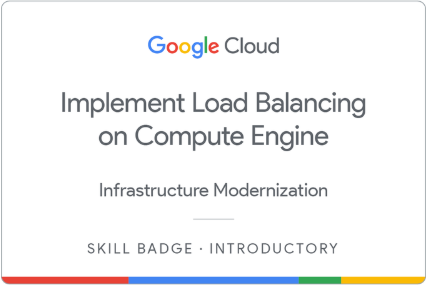 Google Cloud
Implement Load Balancing
on Compute Engine
Infrastructure Modernization
SKILL BADGE · INTRODUCTORY